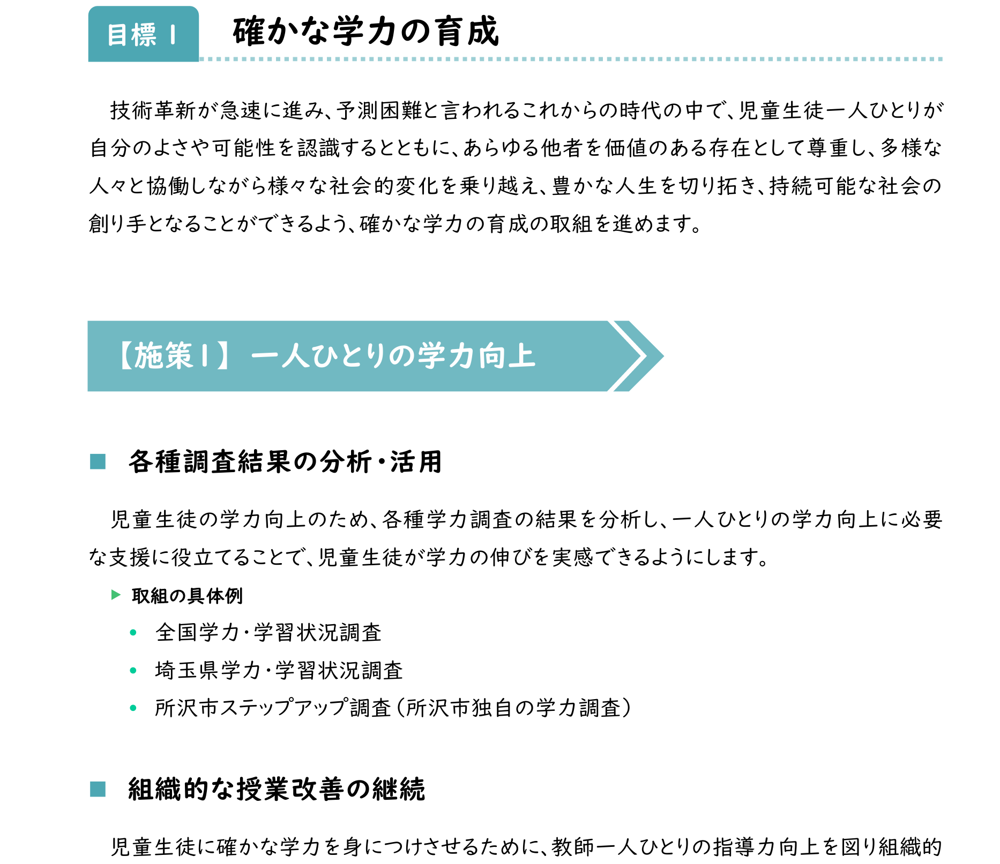 目標1 確かな学力の育成
技術革新が急速に進み、予測困難と言われるこれからの時代の中で、児童生徒一人ひとりが
自分のよさや可能性を認識するとともに、あらゆる他者を価値のある存在として尊重し、多様な
人々と協働しながら様々な社会的変化を乗り越え、豊かな人生を切り拓き、持続可能な社会の
創り手となることができるよう、確かな学力の育成の取組を進めます。
【施策1】 一人ひとりの学力向上
■ 各種調査結果の分析・活用
児童生徒の学力向上のため、各種学力調査の結果を分析し、一人ひとりの学力向上に必要
な支援に役立てることで、児童生徒が学力の伸びを実感できるようにします。
▶ 取組の具体例
• 全国学力・学習状況調査
• 埼玉県学力・学習状況調査
• 所沢市ステップアップ調査（所沢市独自の学力調査）
■ 組織的な授業改善の継続
児童生徒に確かな学力を身につけさせるために、教師一人ひとりの指導力向上を図り組織的